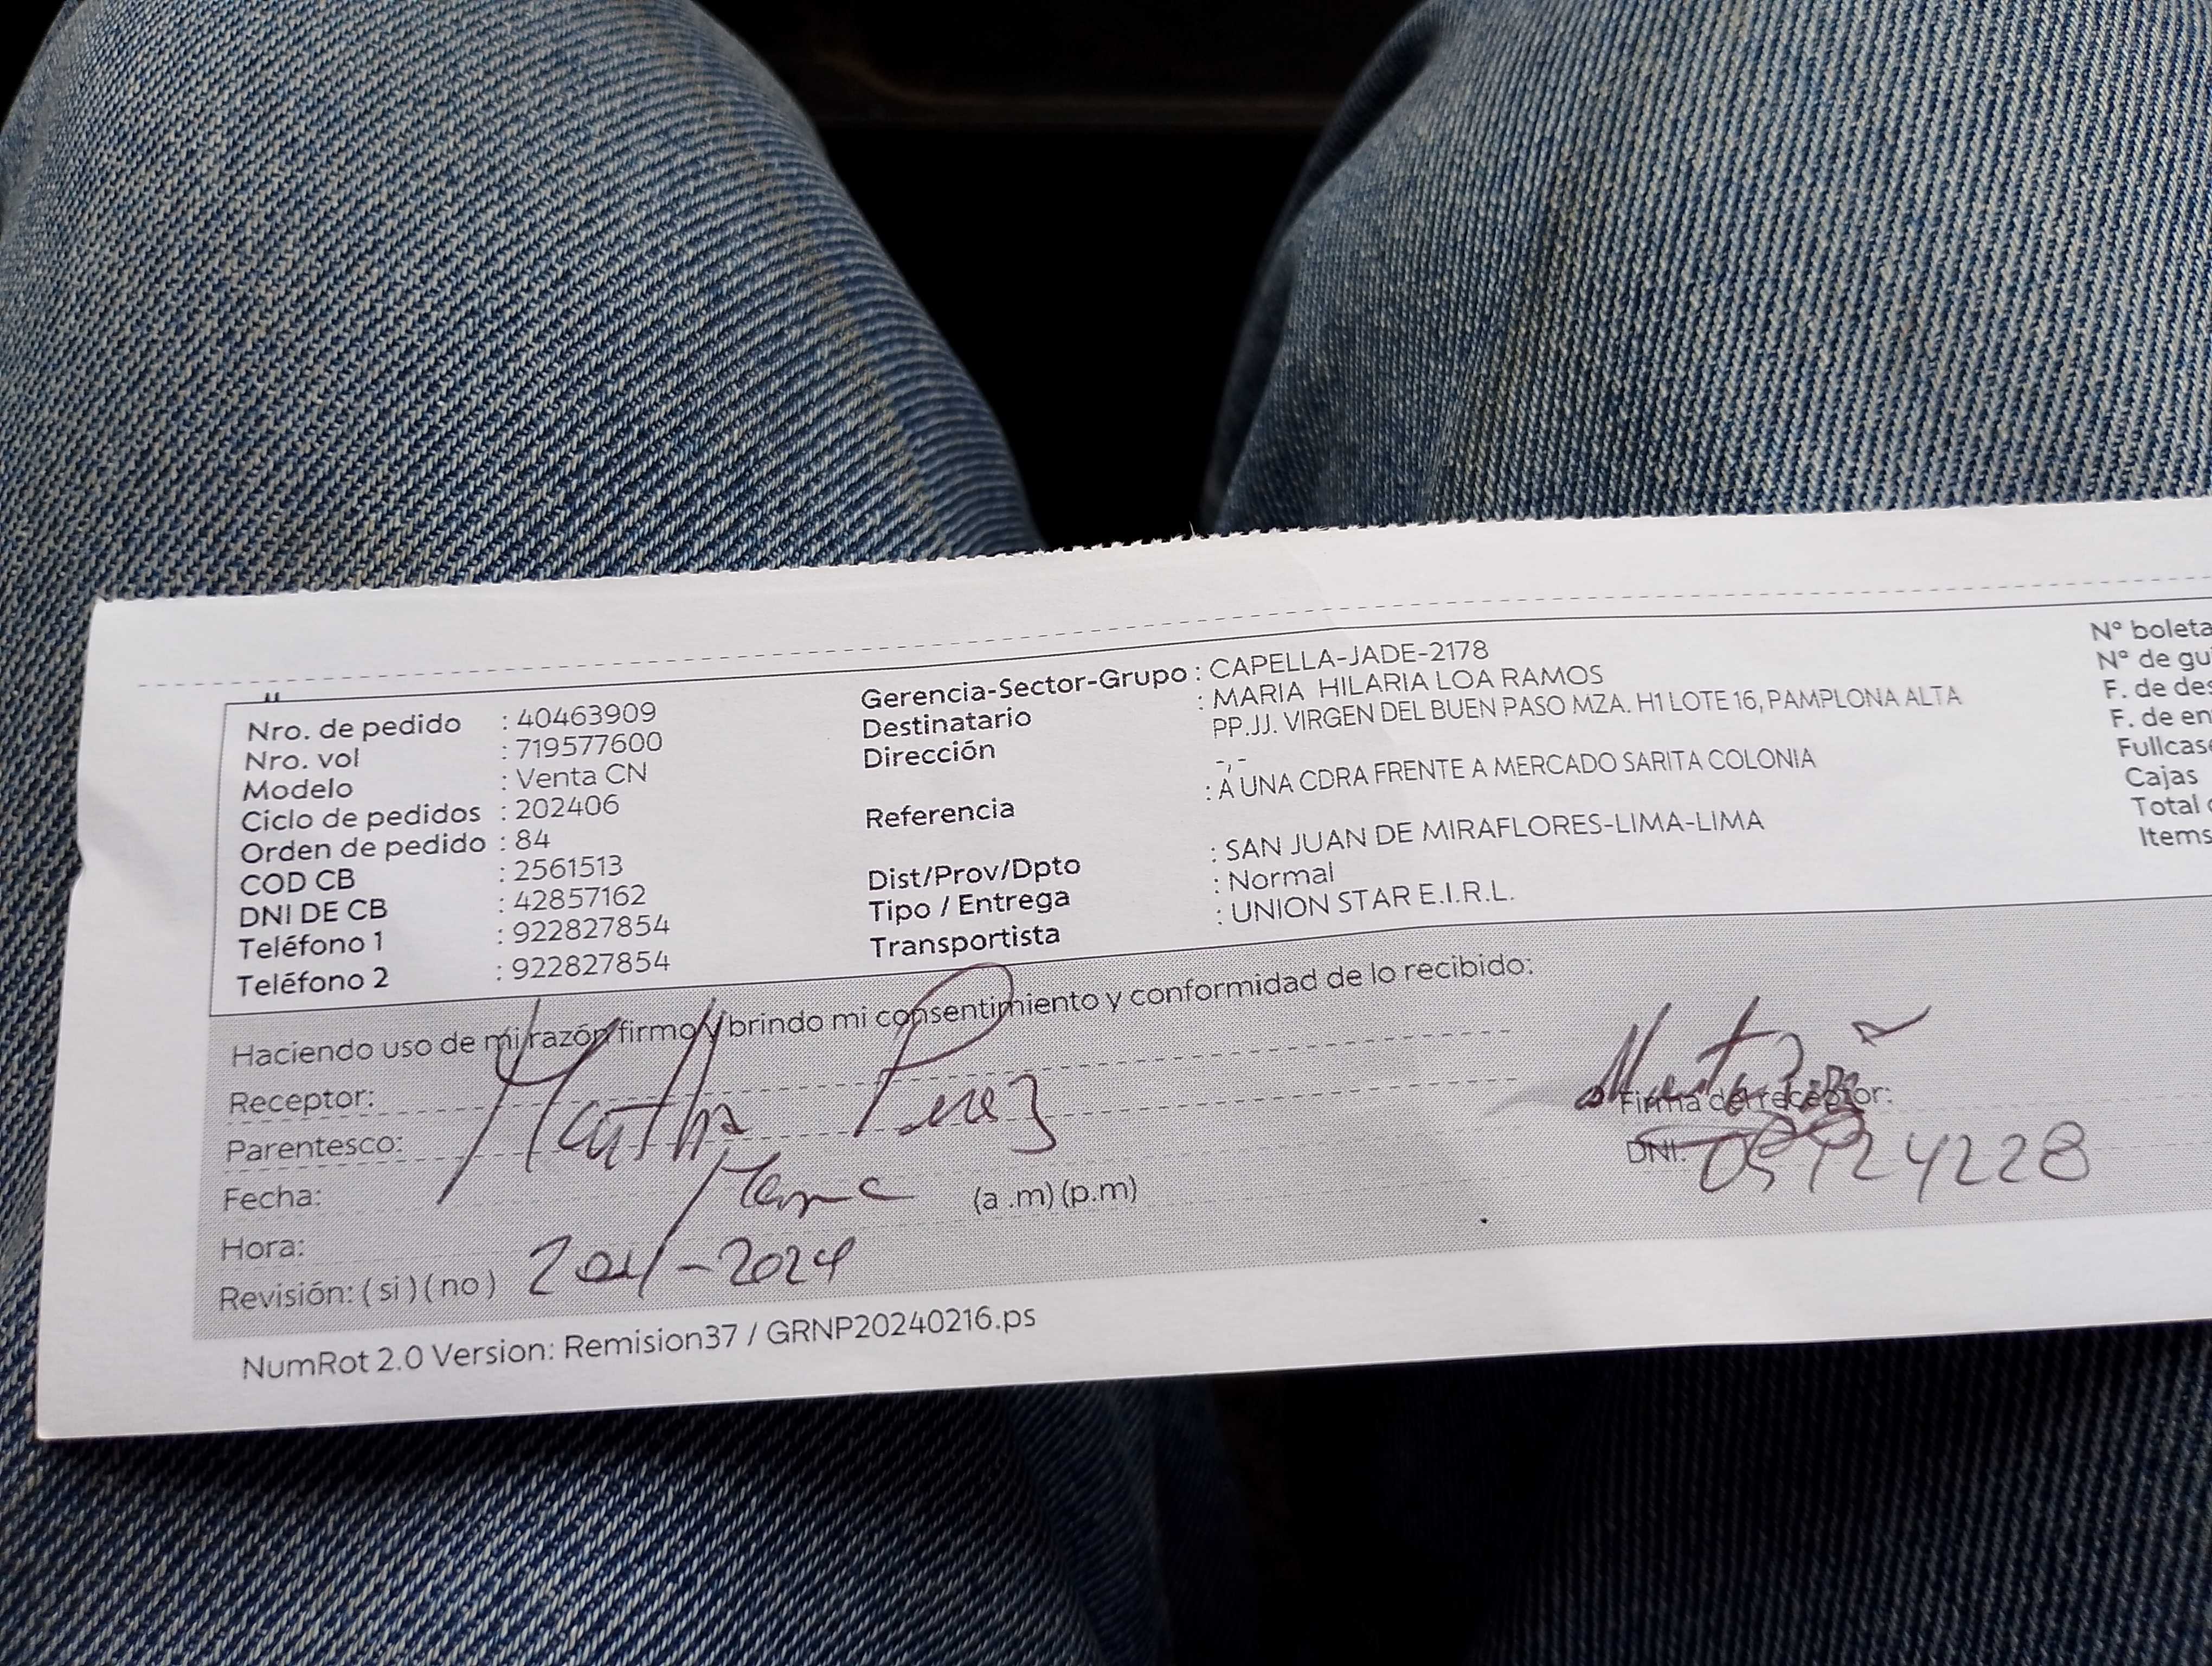 Nro. de pedido : 40463909
Nro. vol : 719577600
Modelo : Venta CN
Ciclo de pedidos : 202406
Orden de pedido : 84
COD CB : 2561513
DNI DE CB : 42857162
Teléfono 1 : 922827854
Teléfono 2 : 922827854
Gerencia-Sector-Grupo : CAPELLA-JADE-2178
Destinatario : MARIA HILARIA LOA RAMOS
Dirección PP.JJ. VIRGEN DEL BUEN PASO MZA. H1 LOTE 16, PAMPLONA ALTA
-,-
Referencia : A UNA CDRA FRENTE A MERCADO SARITA COLONIA
Dist/Prov/Dpto : SAN JUAN DE MIRAFLORES-LIMA-LIMA
Tipo / Entrega : Normal
Transportista : UNION STAR E.I.R.L.
N° boleta
N° de gu
F. de des
F. de en
Fullcase
Cajas
Total
Items
Haciendo uso de mi razón firmo y brindo mi consentimiento y conformidad de lo recibido:
Receptor: Martha Perez
Parentesco:
Fecha: (a .m) (p.m)
Hora:
Revisión: ( si ) ( no )
Firma del receptor:
DNI:
NumRot 2.0 Version: Remision37 / GRNP20240216.ps